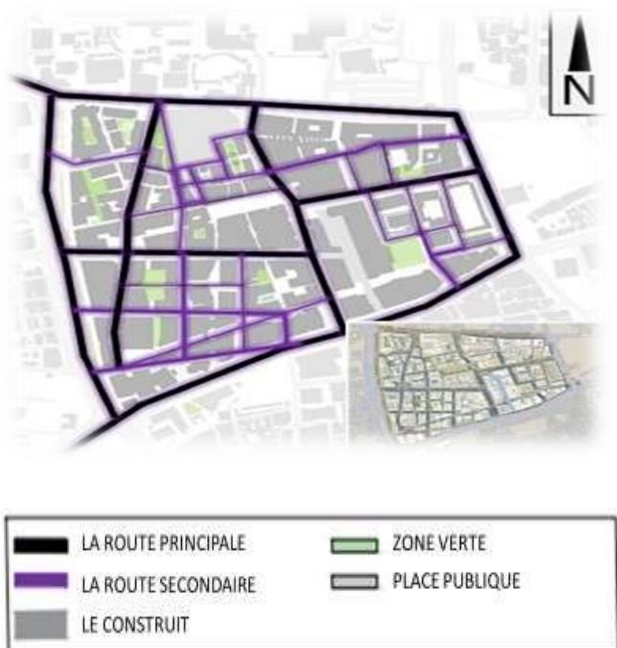 N
LA ROUTE PRINCIPALE
LA ROUTE SECONDAIRE
LE CONSTRUIT
ZONE VERTE
PLACE PUBLIQUE